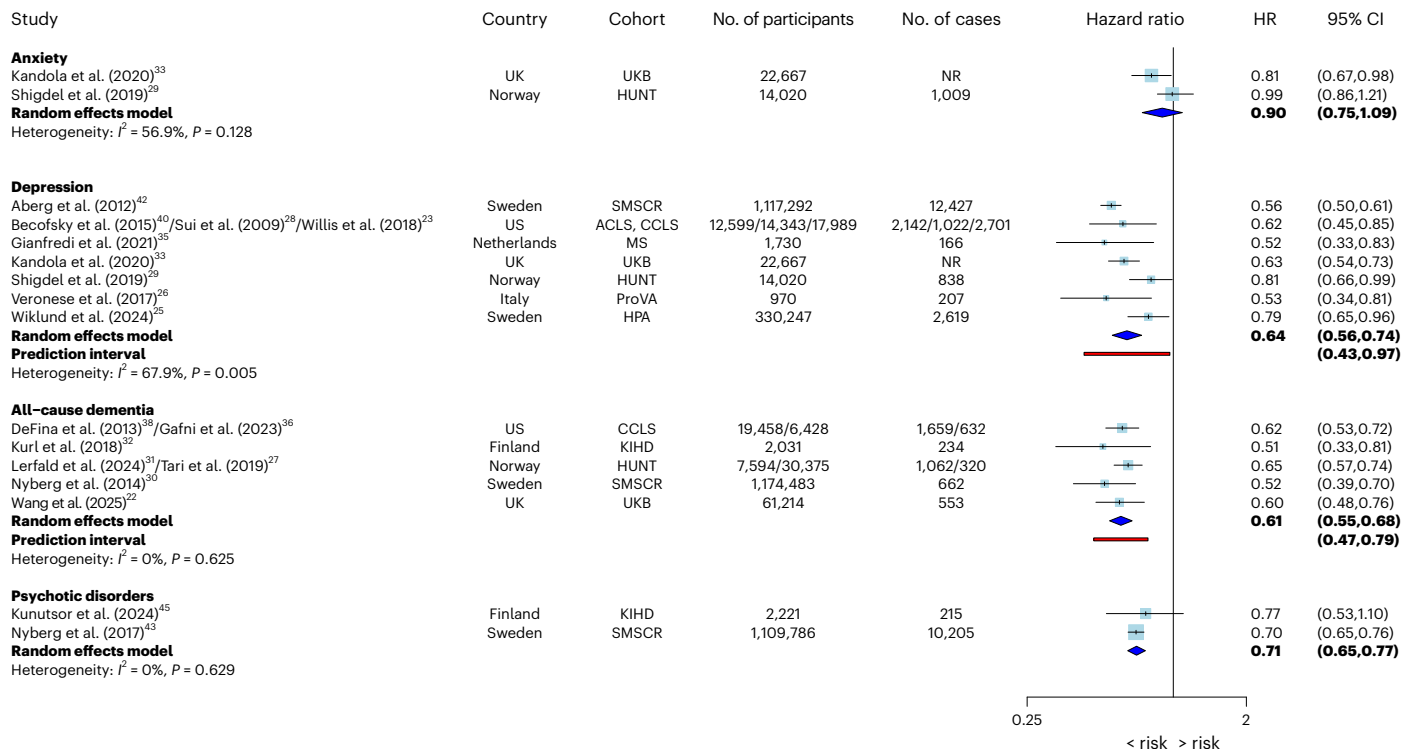 Study Country Cohort No. of participants No. of cases Hazard ratio HR 95% CI
Anxiety
Kandola et al. (2020)33 UK UKB 22,667 NR 0.81 (0.67,0.98)
Shigdel et al. (2019)29 Norway HUNT 14,020 1,009 0.99 (0.86,1.21)
Random effects model 0.90 (0.75,1.09)
Heterogeneity: I2 = 56.9%, P = 0.128
Depression
Aberg et al. (2012)42 Sweden SMSCR 1,117,292 12,427 0.56 (0.50,0.61)
Becofsky et al. (2015)40/Sui et al. (2009)28/Willis et al. (2018)23 US ACLS, CCLS 12,599/14,343/17,989 2,142/1,022/2,701 0.62 (0.45,0.85)
Gianfredi et al. (2021)35 Netherlands MS 1,730 166 0.52 (0.33,0.83)
Kandola et al. (2020)33 UK UKB 22,667 NR 0.63 (0.54,0.73)
Shigdel et al. (2019)29 Norway HUNT 14,020 838 0.81 (0.66,0.99)
Veronese et al. (2017)26 Italy ProVA 970 207 0.53 (0.34,0.81)
Wiklund et al. (2024)25 Sweden HPA 330,247 2,619 0.79 (0.65,0.96)
Random effects model 0.64 (0.56,0.74)
Prediction interval (0.43,0.97)
Heterogeneity: I2 = 67.9%, P = 0.005
All−cause dementia
DeFina et al. (2013)38/Gafni et al. (2023)36 US CCLS 19,458/6,428 1,659/632 0.62 (0.53,0.72)
Kurl et al. (2018)32 Finland KIHD 2,031 234 0.51 (0.33,0.81)
Lerfald et al. (2024)31/Tari et al. (2019)27 Norway HUNT 7,594/30,375 1,062/320 0.65 (0.57,0.74)
Nyberg et al. (2014)30 Sweden SMSCR 1,174,483 662 0.52 (0.39,0.70)
Wang et al. (2025)22 UK UKB 61,214 553 0.60 (0.48,0.76)
Random effects model 0.61 (0.55,0.68)
Prediction interval (0.47,0.79)
Heterogeneity: I2 = 0%, P = 0.625
Psychotic disorders
Kunutsor et al. (2024)45 Finland KIHD 2,221 215 0.77 (0.53,1.10)
Nyberg et al. (2017)43 Sweden SMSCR 1,109,786 10,205 0.70 (0.65,0.76)
Random effects model 0.71 (0.65,0.77)
Heterogeneity: I2 = 0%, P = 0.629
0.25 2
< risk > risk